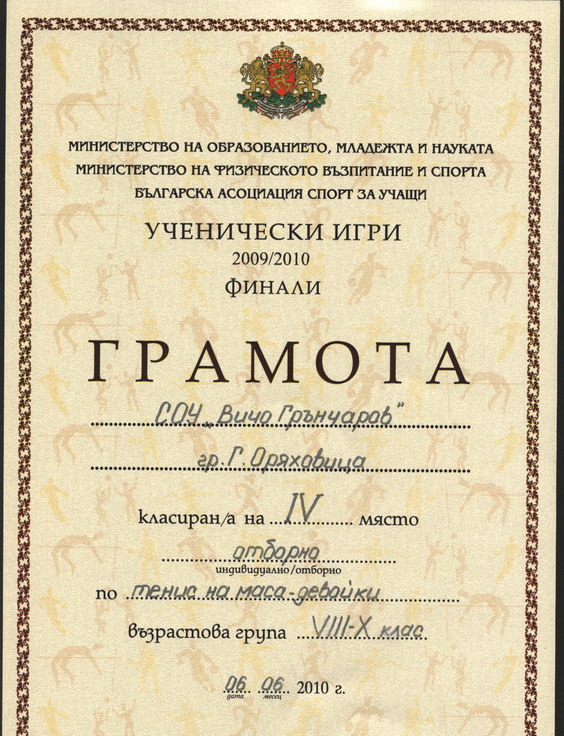 МИНИСТЕРСТВО НА ОБРАЗОВАНИЕТО, МЛАДЕЖТА И НАУКАТА
МИНИСТЕРСТВО НА ФИЗИЧЕСКОТО ВЪЗПИТАНИЕ И СПОРТА
БЪЛГАРСКА АСОЦИАЦИЯ СПОРТ ЗА УЧАЩИ
УЧЕНИЧЕСКИ ИГРИ
2009/2010
ФИНАЛИ
ГРАМОТА
СОУ „Вичо Грънчаров"
гр. Г. Оряховица
класиран/а на IV място
отборно
индивидуално/отборно
по тенис на маса-девойки
възрастова група VIII-X клас
06 06 2010 г.
дата месец